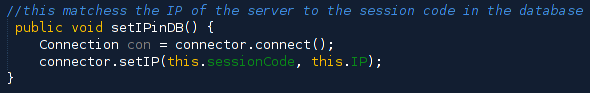 //this matchess the IP of the server to the session code in the database
public void setIPinDB() {
Connection con = connector.connect();
connector.setIP(this.sessionCode, this.IP);
}